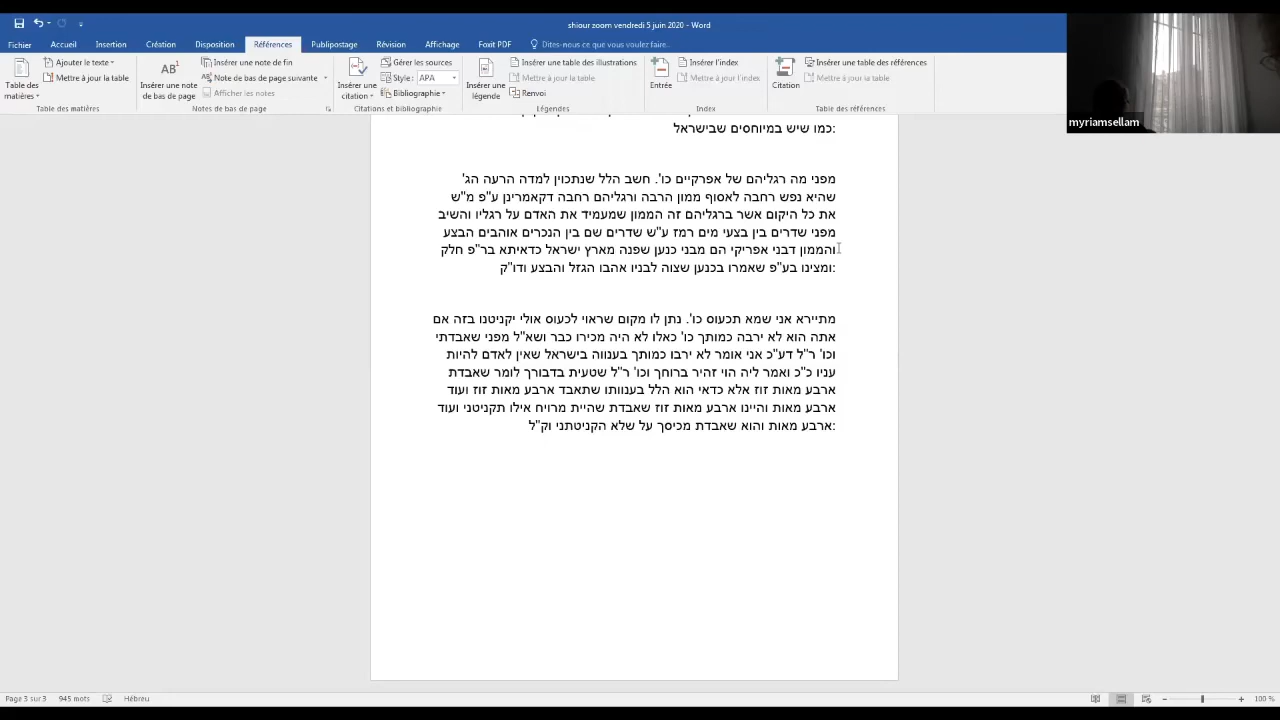 shiour zoom vendredi 5 juin 2020 - Word
Fichier Accueil Insertion Création Disposition Références Publipostage Révision Affichage Foxit PDF Dites-nous ce que vous voulez faire...
Table des matières
Ajouter le texte
Mettre à jour la table
Table des matières
AB¹ Insérer une note de bas de page
Insérer une note de fin
Note de bas de page suivante
Afficher les notes
Notes de bas de page
Insérer une citation
Gérer les sources
Style : APA
Bibliographie
Citations et bibliographie
Insérer une légende
Insérer une table des illustrations
Mettre à jour la table
Renvoi
Légendes
Entrée
Insérer l'index
Mettre à jour l'index
Index
Citation
Insérer une table des références
Mettre à jour la table
Table des références
myriamsellam
כמו שיש במיוחסים שבישראל:
מפני מה רגליהם של אפרקיים כו'. חשב הלל שנתכוין למדה הרעה הג'
שהיא נפש רחבה לאסוף ממון הרבה ורגליהם רחבה דקאמרינן ע"פ מ"ש
את כל היקום אשר ברגליהם זה הממון שמעמיד את האדם על רגליו והשיב
מפני שדרים בין בצעי מים רמז ע"ש שדרים שם בין הנכרים אוהבים הבצע
והממון דבני אפריקי הם מבני כנען שפנה מארץ ישראל כדאיתא בר"פ חלק
ומצינו בע"פ שאמרו בכנען שצוה לבניו אהבו הגזל והבצע ודו"ק:
מתיירא אני שמא תכעוס כו'. נתן לו מקום שראוי לכעוס אולי יקניטנו בזה אם
אתה הוא לא ירבה כמותך כו' כאלו לא היה מכירו כבר ושא"ל מפני שאבדתי
וכו' ר"ל דע"כ אני אומר לא ירבו כמותך בענווה בישראל שאין לאדם להיות
עניו כ"כ ואמר ליה הוי זהיר ברוחך וכו' ר"ל שטעית בדבורך לומר שאבדת
ארבע מאות זוז אלא כדאי הוא הלל בענוותו שתאבד ארבע מאות זוז ועוד
ארבע מאות והיינו ארבע מאות זוז שאבדת שהיית מרויח אילו תקניטני ועוד
ארבע מאות והוא שאבדת מכיסך על שלא הקניטתני וק"ל:
Page 3 sur 3 945 mots Hébreu 100 %